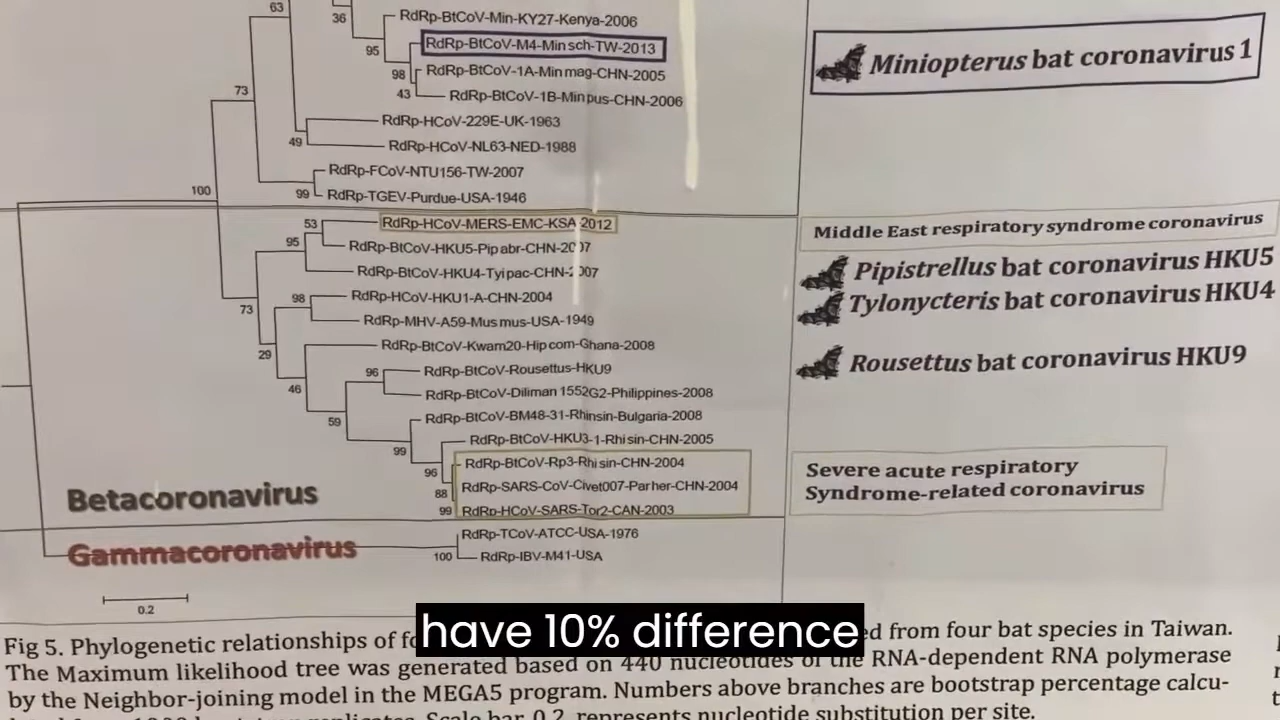 63
36
RdRp-BtCoV-Min-KY27-Kenya-2006
95
RdRp-BtCoV-M4-Min sch-TW-2013
98
RdRp-BtCoV-1A-Min mag-CHN-2005
43
RdRp-BtCoV-1B-Min pus-CHN-2006
Miniopterus bat coronavirus 1
73
RdRp-HCoV-229E-UK-1963
49
RdRp-HCoV-NL63-NED-1988
RdRp-FCoV-NTU156-TW-2007
100
99
RdRp-TGEV-Purdue-USA-1946
53
RdRp-HCoV-MERS-EMC-KSA-2012
Middle East respiratory syndrome coronavirus
95
RdRp-BtCoV-HKU5-Pip abr-CHN-2007
Pipistrellus bat coronavirus HKU5
RdRp-BtCoV-HKU4-Tyl pac-CHN-2007
Tylonycteris bat coronavirus HKU4
98
RdRp-HCoV-HKU1-A-CHN-2004
73
RdRp-MHV-A59-Mus mus-USA-1949
29
RdRp-BtCoV-Kwam20-Hip com-Ghana-2008
96
RdRp-BtCoV-Rousettus-HKU9
Rousettus bat coronavirus HKU9
46
RdRp-BtCoV-Diliman 1552G2-Philippines-2008
59
RdRp-BtCoV-BM48-31-Rhinsin-Bulgaria-2008
99
RdRp-BtCoV-HKU3-1-Rhi sin-CHN-2005
96
RdRp-BtCoV-Rp3-Rhi sin-CHN-2004
88
RdRp-SARS-CoV-Civet007-Par her-CHN-2004
99
RdRp-HCoV-SARS-Tor2-CAN-2003
Severe acute respiratory
Syndrome-related coronavirus
Betacoronavirus
RdRp-TCoV-ATCC-USA-1976
Gammacoronavirus
100
RdRp-IBV-M41-USA
0.2
have 10% difference
Fig 5. Phylogenetic relationships of from four bat species in Taiwan.
The Maximum likelihood tree was generated based on 440 nucleotides of the RNA-dependent RNA polymerase
by the Neighbor-joining model in the MEGA5 program. Numbers above branches are bootstrap percentage calcu-
bootstrap replicates. Scale bar, 0.2, represents nucleotide substitution per site.